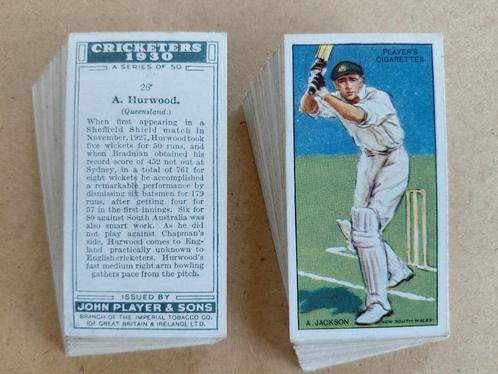 CRICKETERS
1930
A SERIES OF 50
26
A. Hurwood.
(Queensland.)
When first appearing in a
Sheffield Shield match in
November, 1927, Hurwood took
five wickets for 50 runs, and
when Bradman obtained his
record score of 452 not out at
Sydney, in a total of 761 for
eight wickets he accomplished
a remarkable performance by
dismissing six batsmen for 179
runs, after getting four for
57 in the first innings. Six for
80 against South Australia was
also smart work. As he did
not play against Chapman's
side, Hurwood comes to Eng-
land practically unknown to
English cricketers. Hurwood's
fast medium right arm bowling
gathers pace from the pitch.
ISSUED BY
JOHN PLAYER & SONS
BRANCH OF THE IMPERIAL TOBACCO CO.
(OF GREAT BRITAIN & IRELAND), LTD.
PLAYER'S
CIGARETTES
A. JACKSON
NEW SOUTH WALES